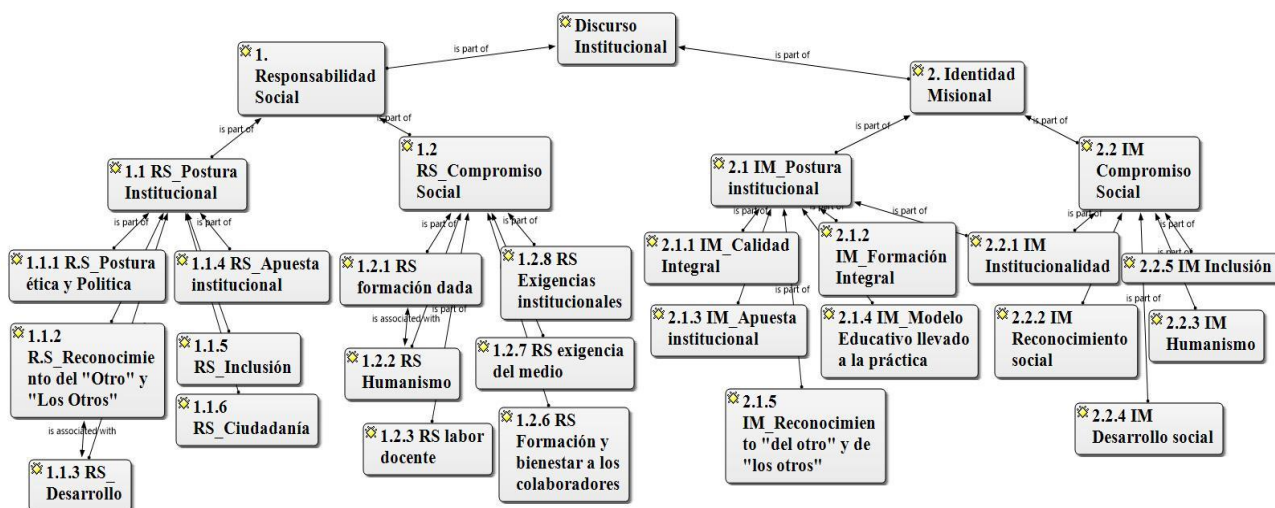 Discurso
Institucional
is part of
is part of
1.
Responsabilidad
Social
2. Identidad
Misional
is part of
is part of
is part of
is part of
1.1 RS_Postura
Institucional
1.2
RS_Compromiso
Social
2.1 IM_Postura
institucional
2.2 IM
Compromiso
Social
is part of
is part of
is part of
is part of
is part of
is part of
is part of
1.1.1 R.S_Postura
ética y Politica
1.1.4 RS_Apuesta
institucional
1.2.1 RS
formación dada
1.2.8 RS
Exigencias
institucionales
2.1.1 IM_Calidad
Integral
2.1.2
IM_Formación
Integral
2.2.1 IM
Institucionalidad
2.2.5 IM Inclusión
is part of
is part of
is associated with
1.1.2
R.S_Reconocimie
nto del "Otro" y
"Los Otros"
1.1.5
RS_Inclusión
1.2.2 RS
Humanismo
1.2.7 RS exigencia
del medio
2.1.3 IM_Apuesta
institucional
2.1.4 IM_Modelo
Educativo llevado
a la práctica
2.2.2 IM
Reconocimiento
social
2.2.3 IM
Humanismo
1.1.6
RS_Ciudadanía
is associated with
1.1.3 RS_
Desarrollo
1.2.3 RS labor
docente
1.2.6 RS
Formación y
bienestar a los
colaboradores
2.1.5
IM_Reconocimien
to "del otro" y de
"los otros"
2.2.4 IM
Desarrollo social